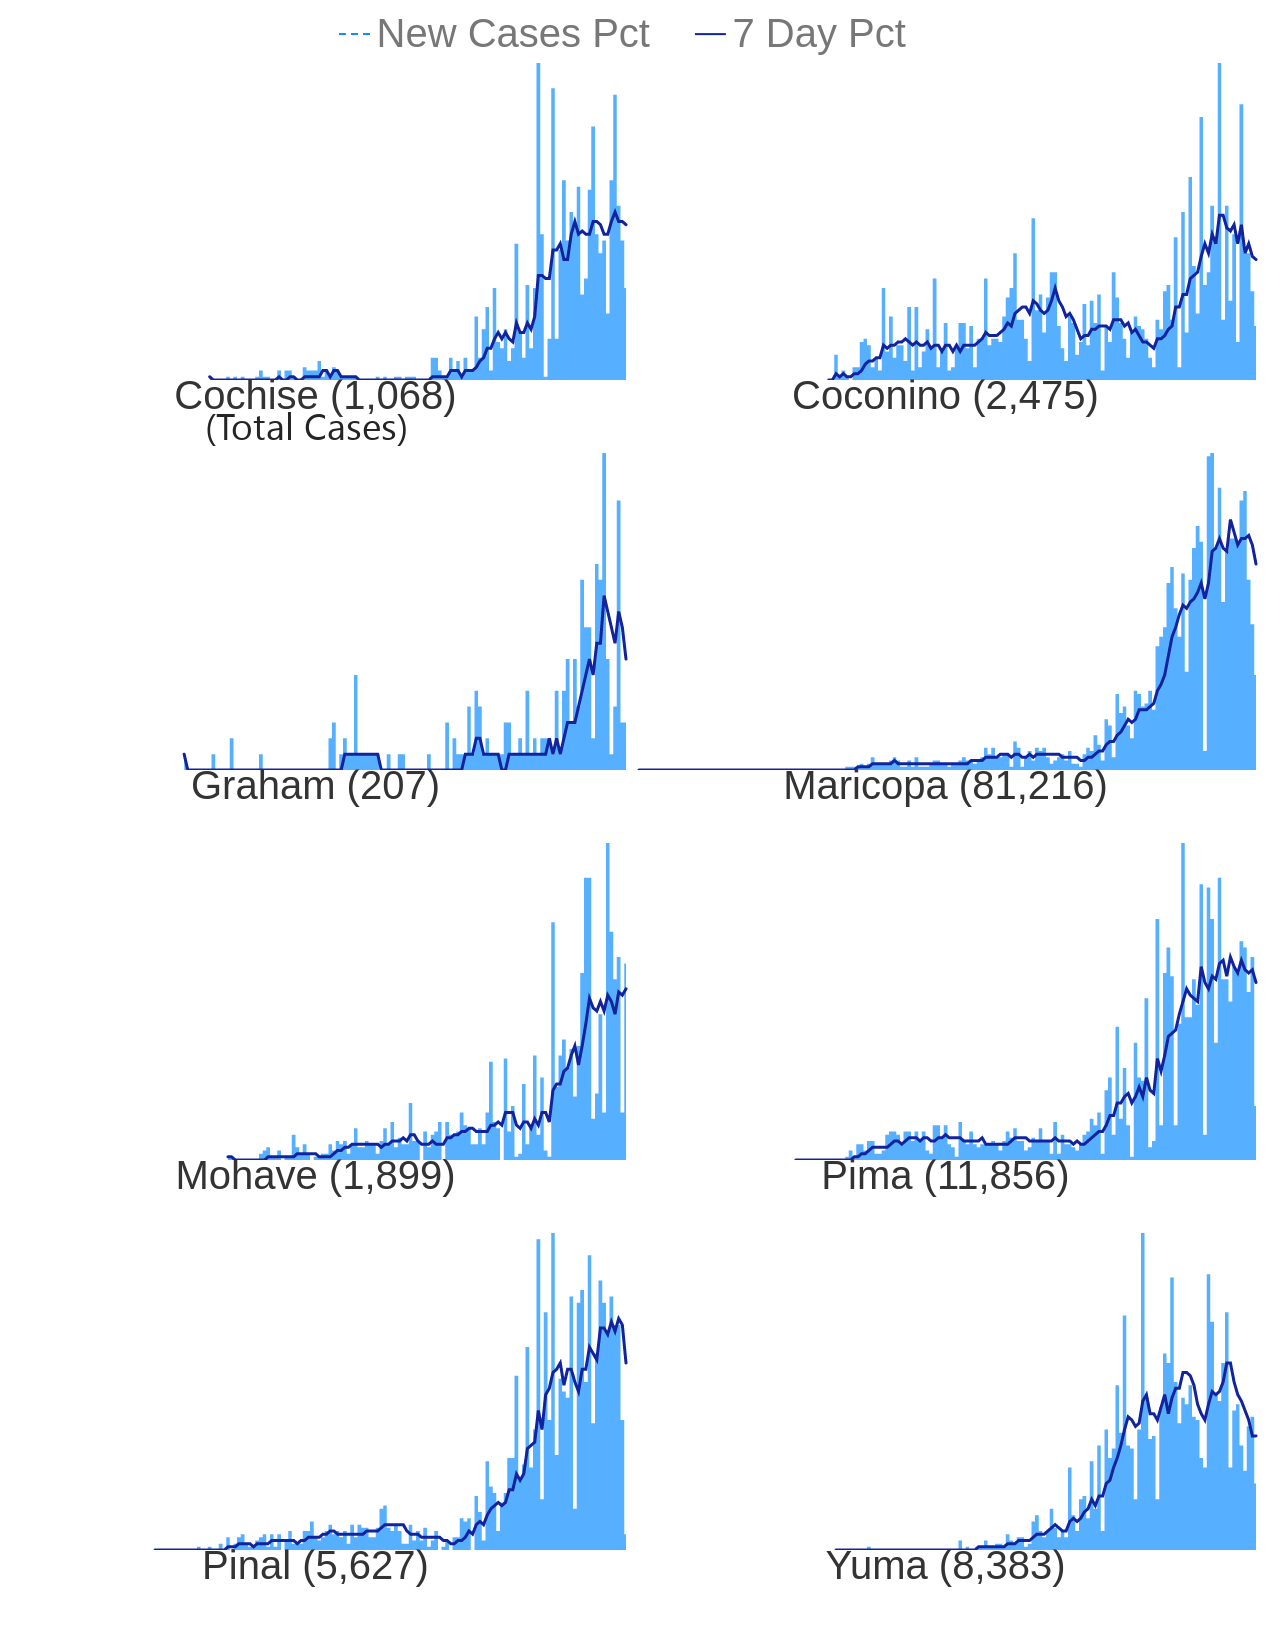 New Cases Pct 7 Day Pct
Cochise (1,068) Coconino (2,475)
(Total Cases)
Graham (207) Maricopa (81,216)
Mohave (1,899) Pima (11,856)
Pinal (5,627) Yuma (8,383)